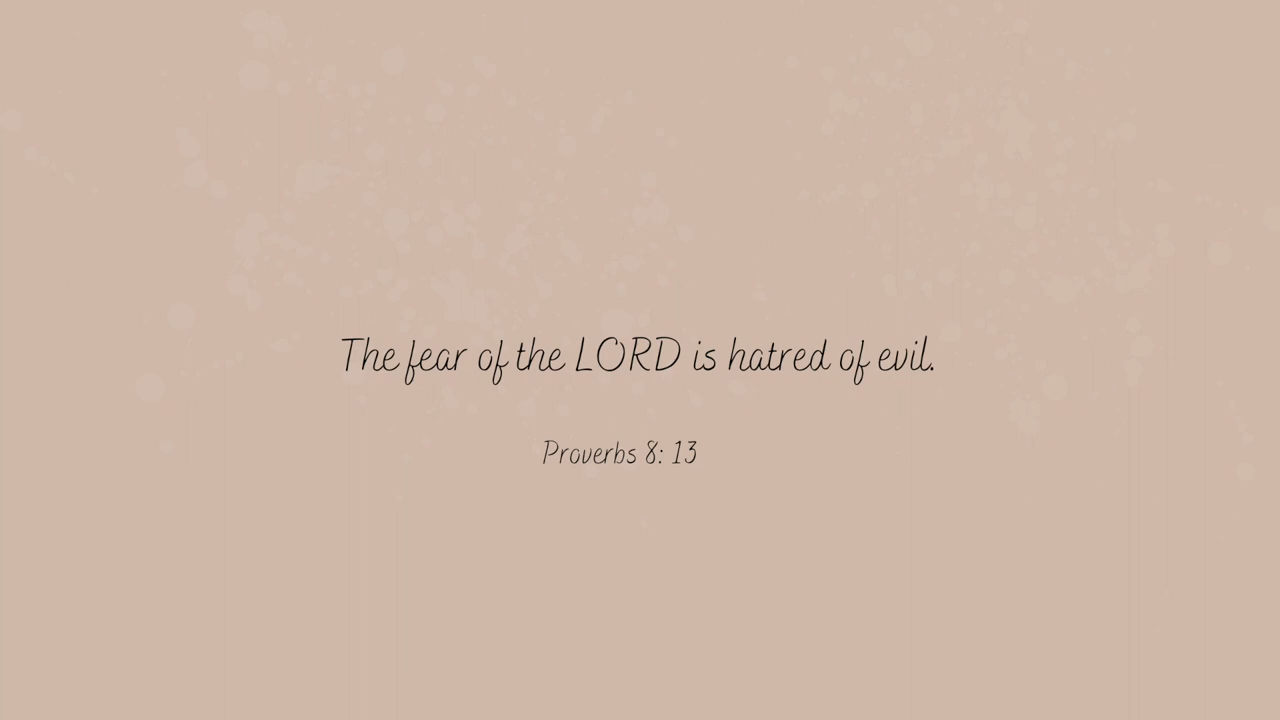 The fear of the LORD is hatred of evil.
Proverbs 8: 13